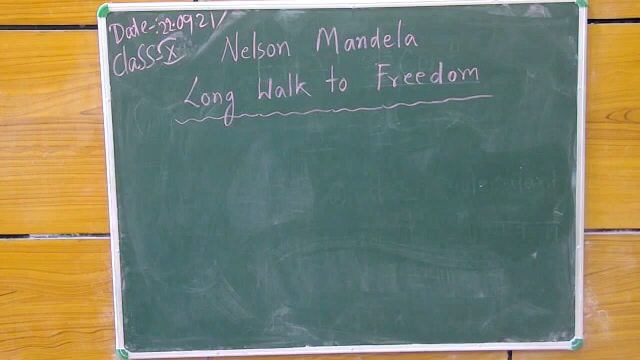 Date-:22.09.21/
Class-X
Nelson Mandela
Long Walk to Freedom